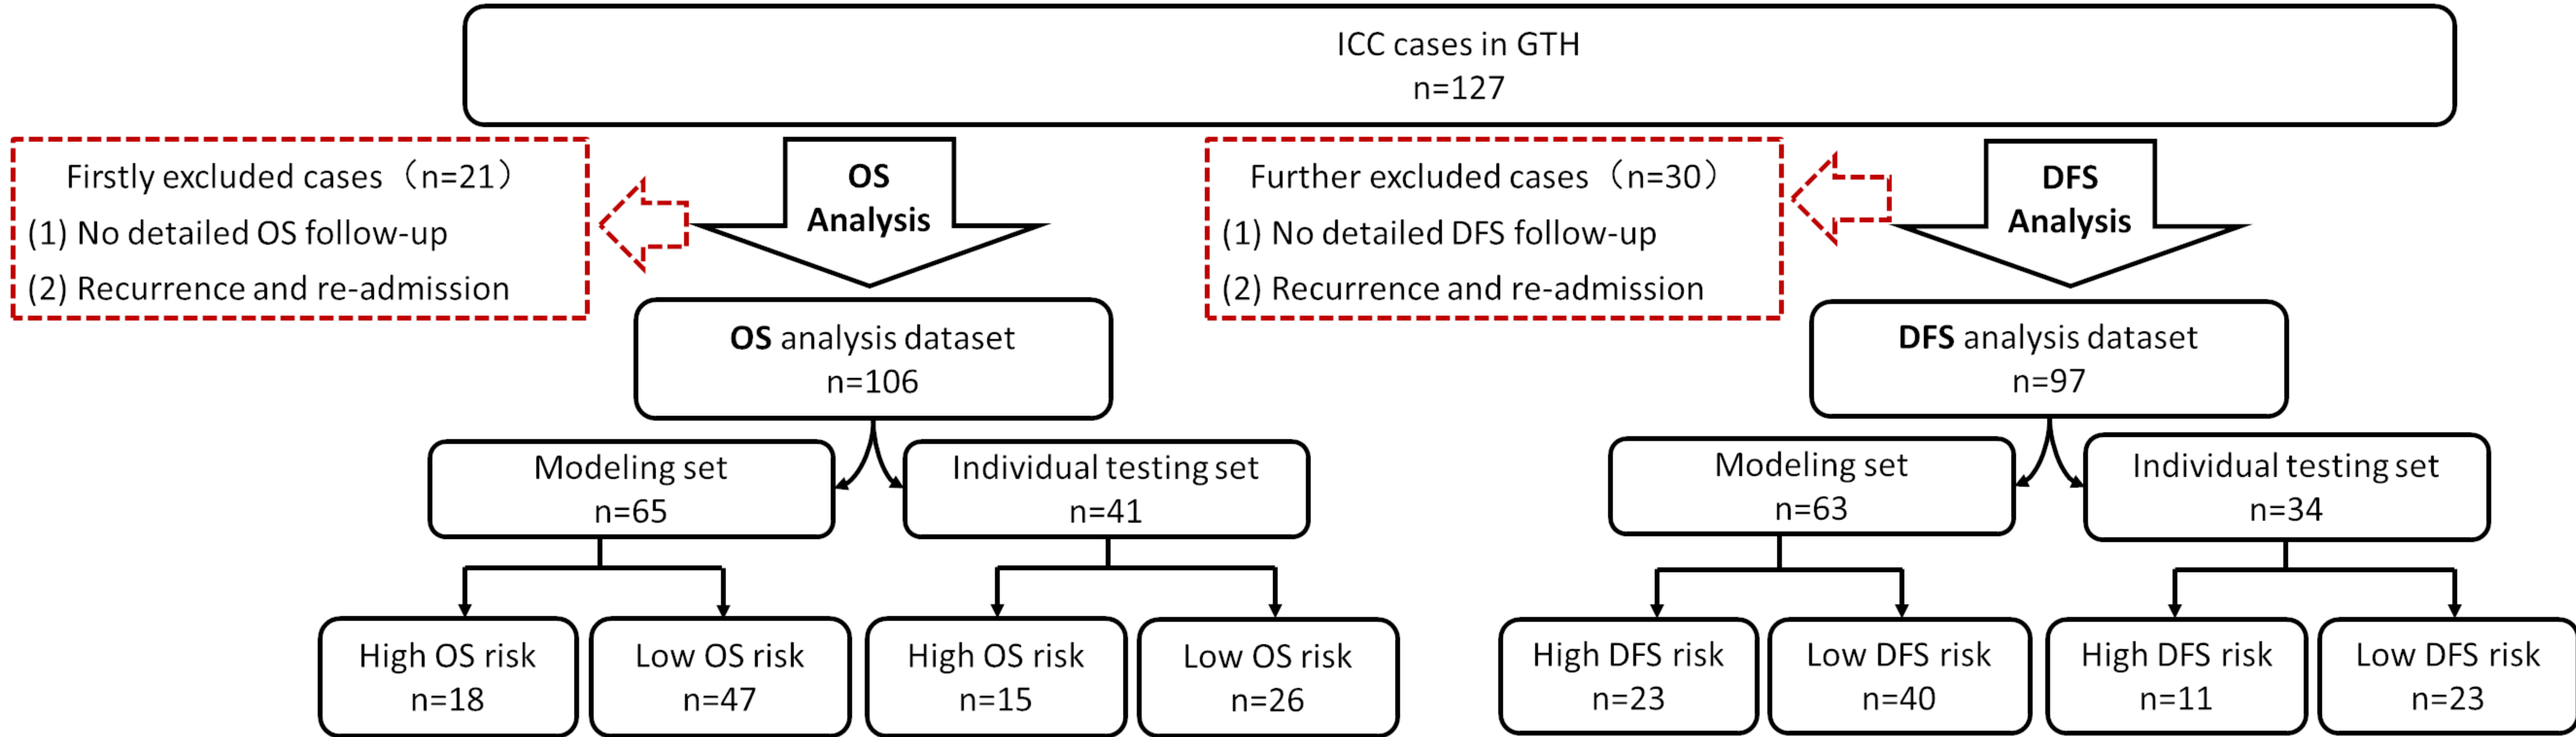 ICC cases in GTH
n=127
Firstly excluded cases（n=21）
(1) No detailed OS follow-up
(2) Recurrence and re-admission
OS
Analysis
Further excluded cases（n=30）
(1) No detailed DFS follow-up
(2) Recurrence and re-admission
DFS
Analysis
OS analysis dataset
n=106
DFS analysis dataset
n=97
Modeling set
n=65
Individual testing set
n=41
Modeling set
n=63
Individual testing set
n=34
High OS risk
n=18
Low OS risk
n=47
High OS risk
n=15
Low OS risk
n=26
High DFS risk
n=23
Low DFS risk
n=40
High DFS risk
n=11
Low DFS risk
n=23